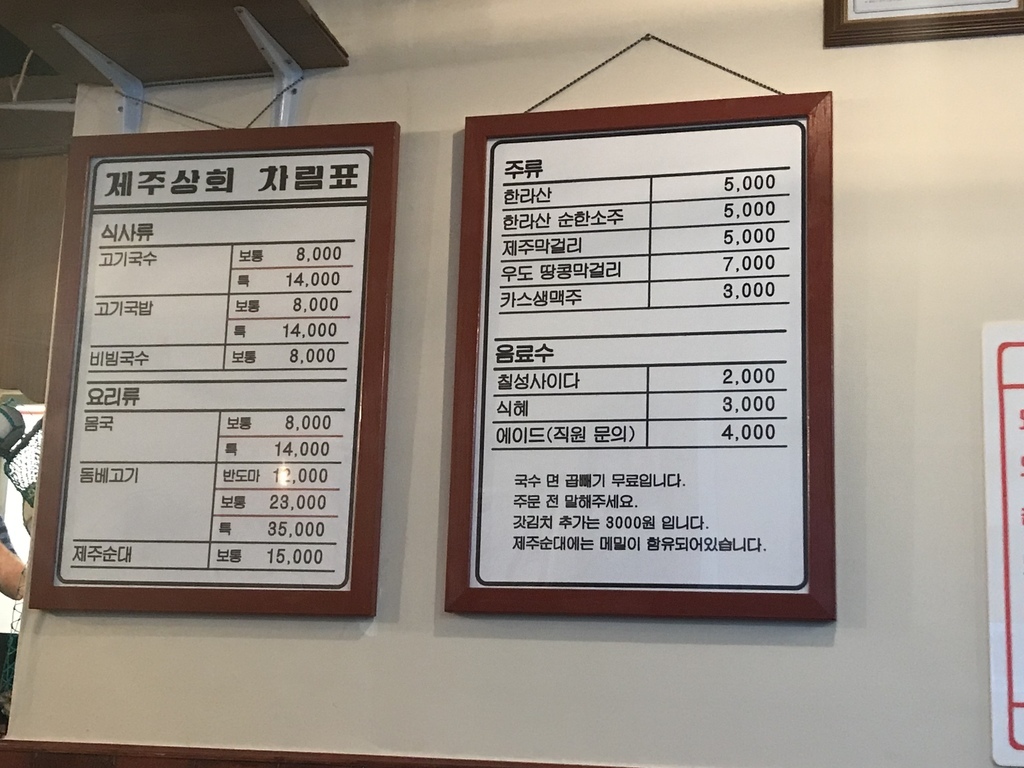 제주상회 차림표
식사류
고기국수 보통 8,000
특 14,000
고기국밥 보통 8,000
특 14,000
비빔국수 보통 8,000
요리류
몸국 보통 8,000
특 14,000
돔베고기 반도마
보통 23,000
특 35,000
제주순대 보통 15,000
주류
한라산 5,000
한라산 순한소주 5,000
제주막걸리 5,000
우도 땅콩막걸리 7,000
카스생맥주 3,000
음료수
칠성사이다 2,000
식혜 3,000
에이드(직원 문의) 4,000
국수 면 곱빼기 무료입니다.
주문 전 말해주세요.
갓김치 추가는 3000원 입니다.
제주순대에는 메밀이 함유되어있습니다.